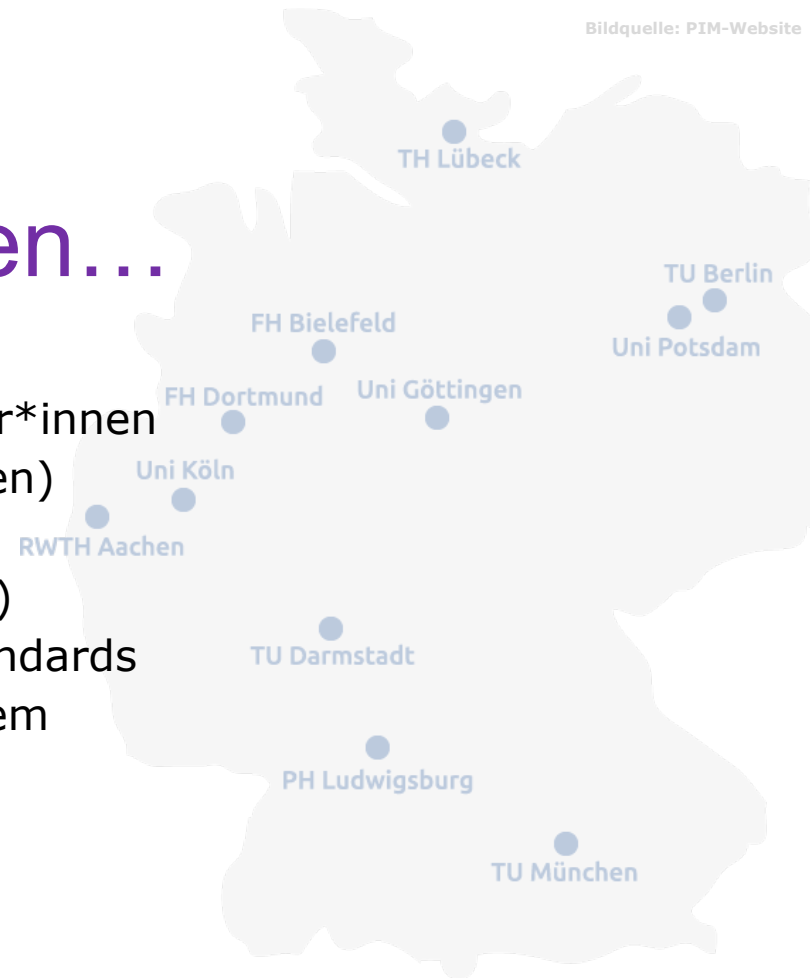 Bildquelle: PIM-Website
TH Lübeck
en…
TU Berlin
FH Bielefeld
Uni Potsdam
FH Dortmund
Uni Göttingen
r*innen
Uni Köln
en)
RWTH Aachen
)
ndards
TU Darmstadt
em
PH Ludwigsburg
TU München